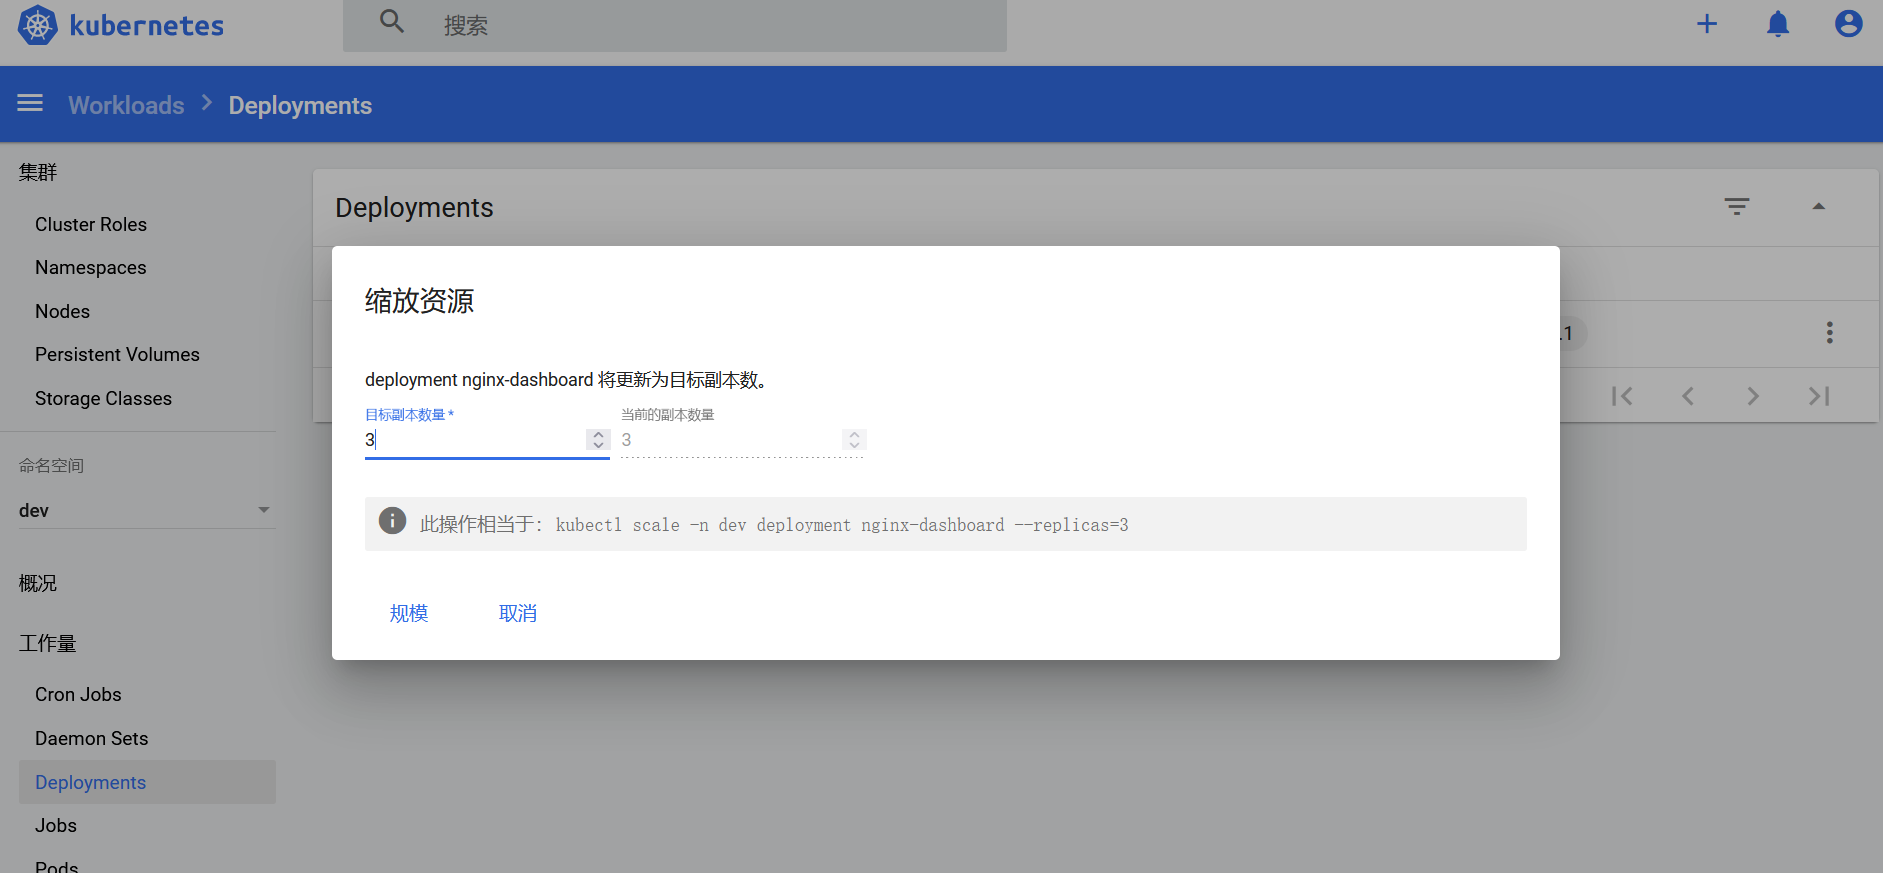 kubernetes
搜索
Workloads > Deployments
集群
Cluster Roles
Namespaces
Nodes
Persistent Volumes
Storage Classes
命名空间
dev
概况
工作量
Cron Jobs
Daemon Sets
Deployments
Jobs
Pods
Deployments
.1
缩放资源
deployment nginx-dashboard 将更新为目标副本数。
目标副本数量 * 当前的副本数量
3 3
此操作相当于: kubectl scale -n dev deployment nginx-dashboard --replicas=3
规模 取消